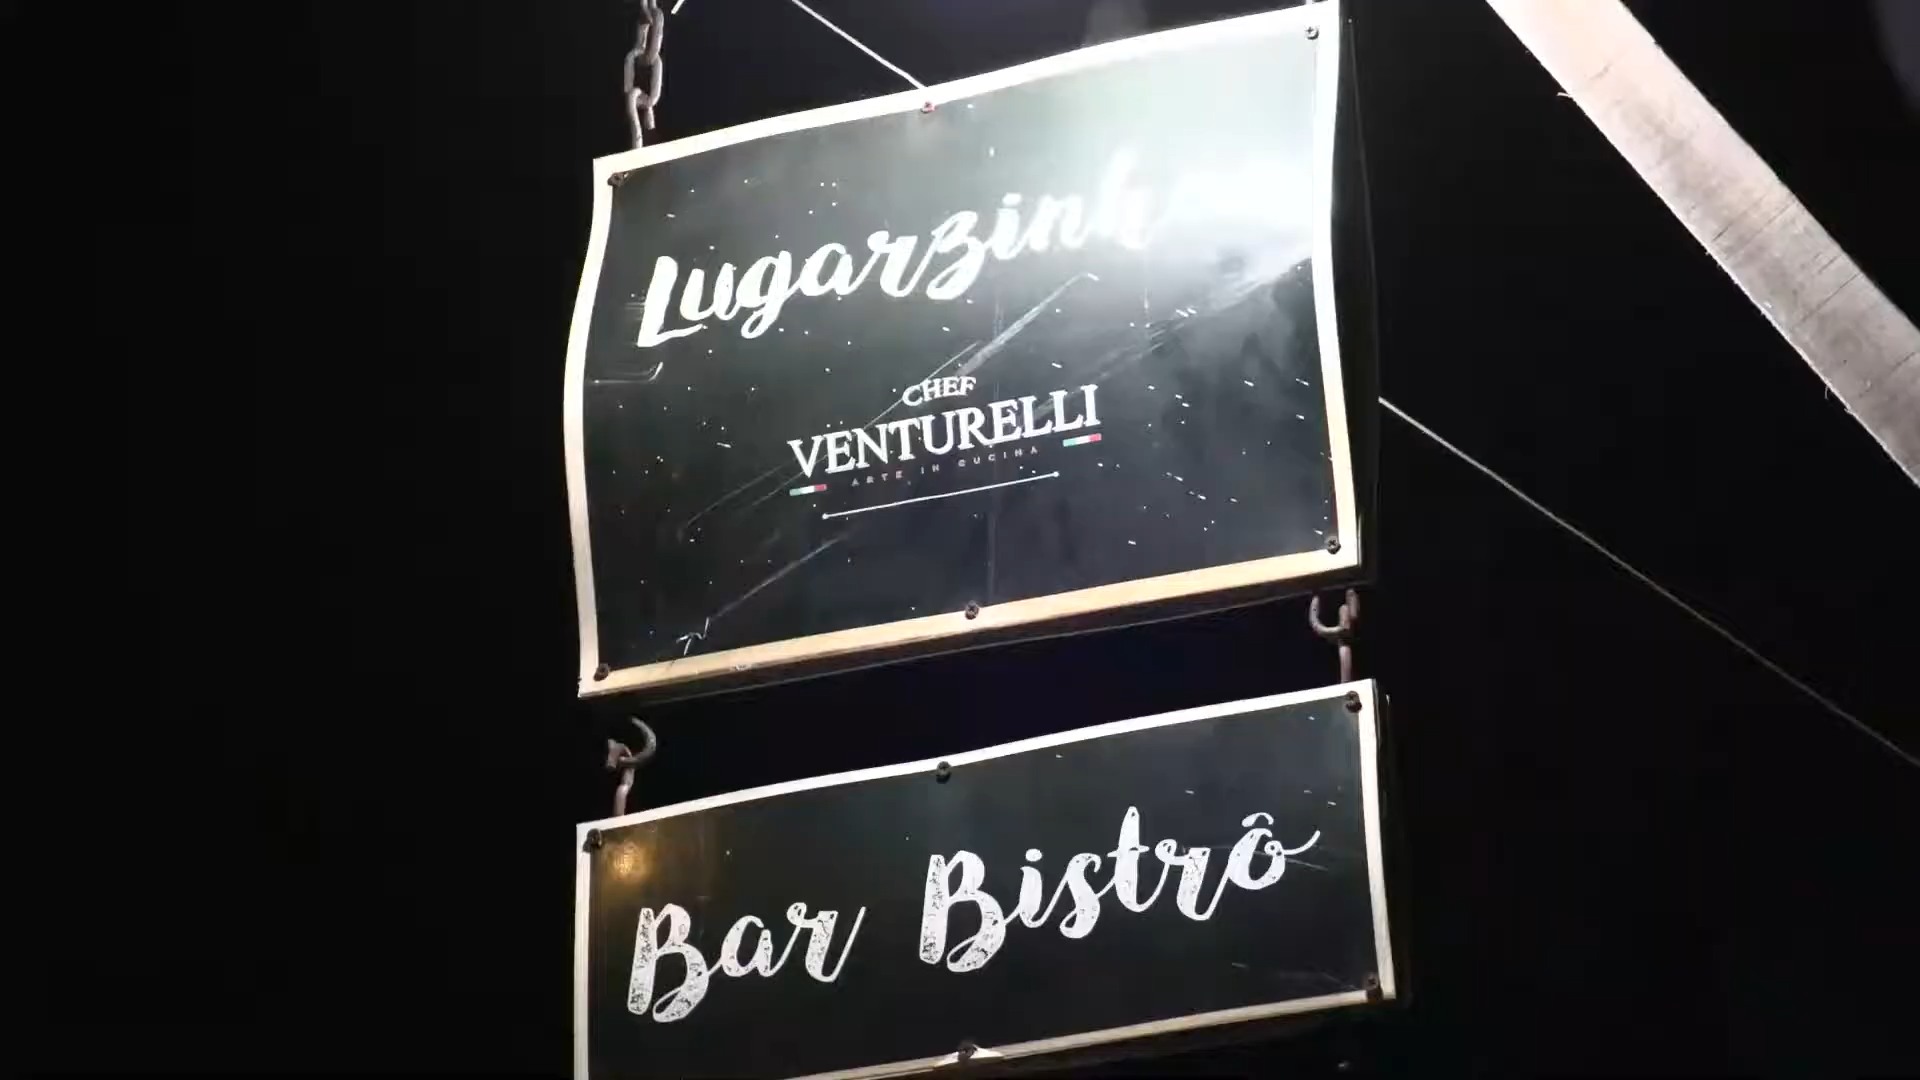 Lugarzinh
CHEF
VENTURELLI
ARTE IN CUCINA
Bar Bistrô